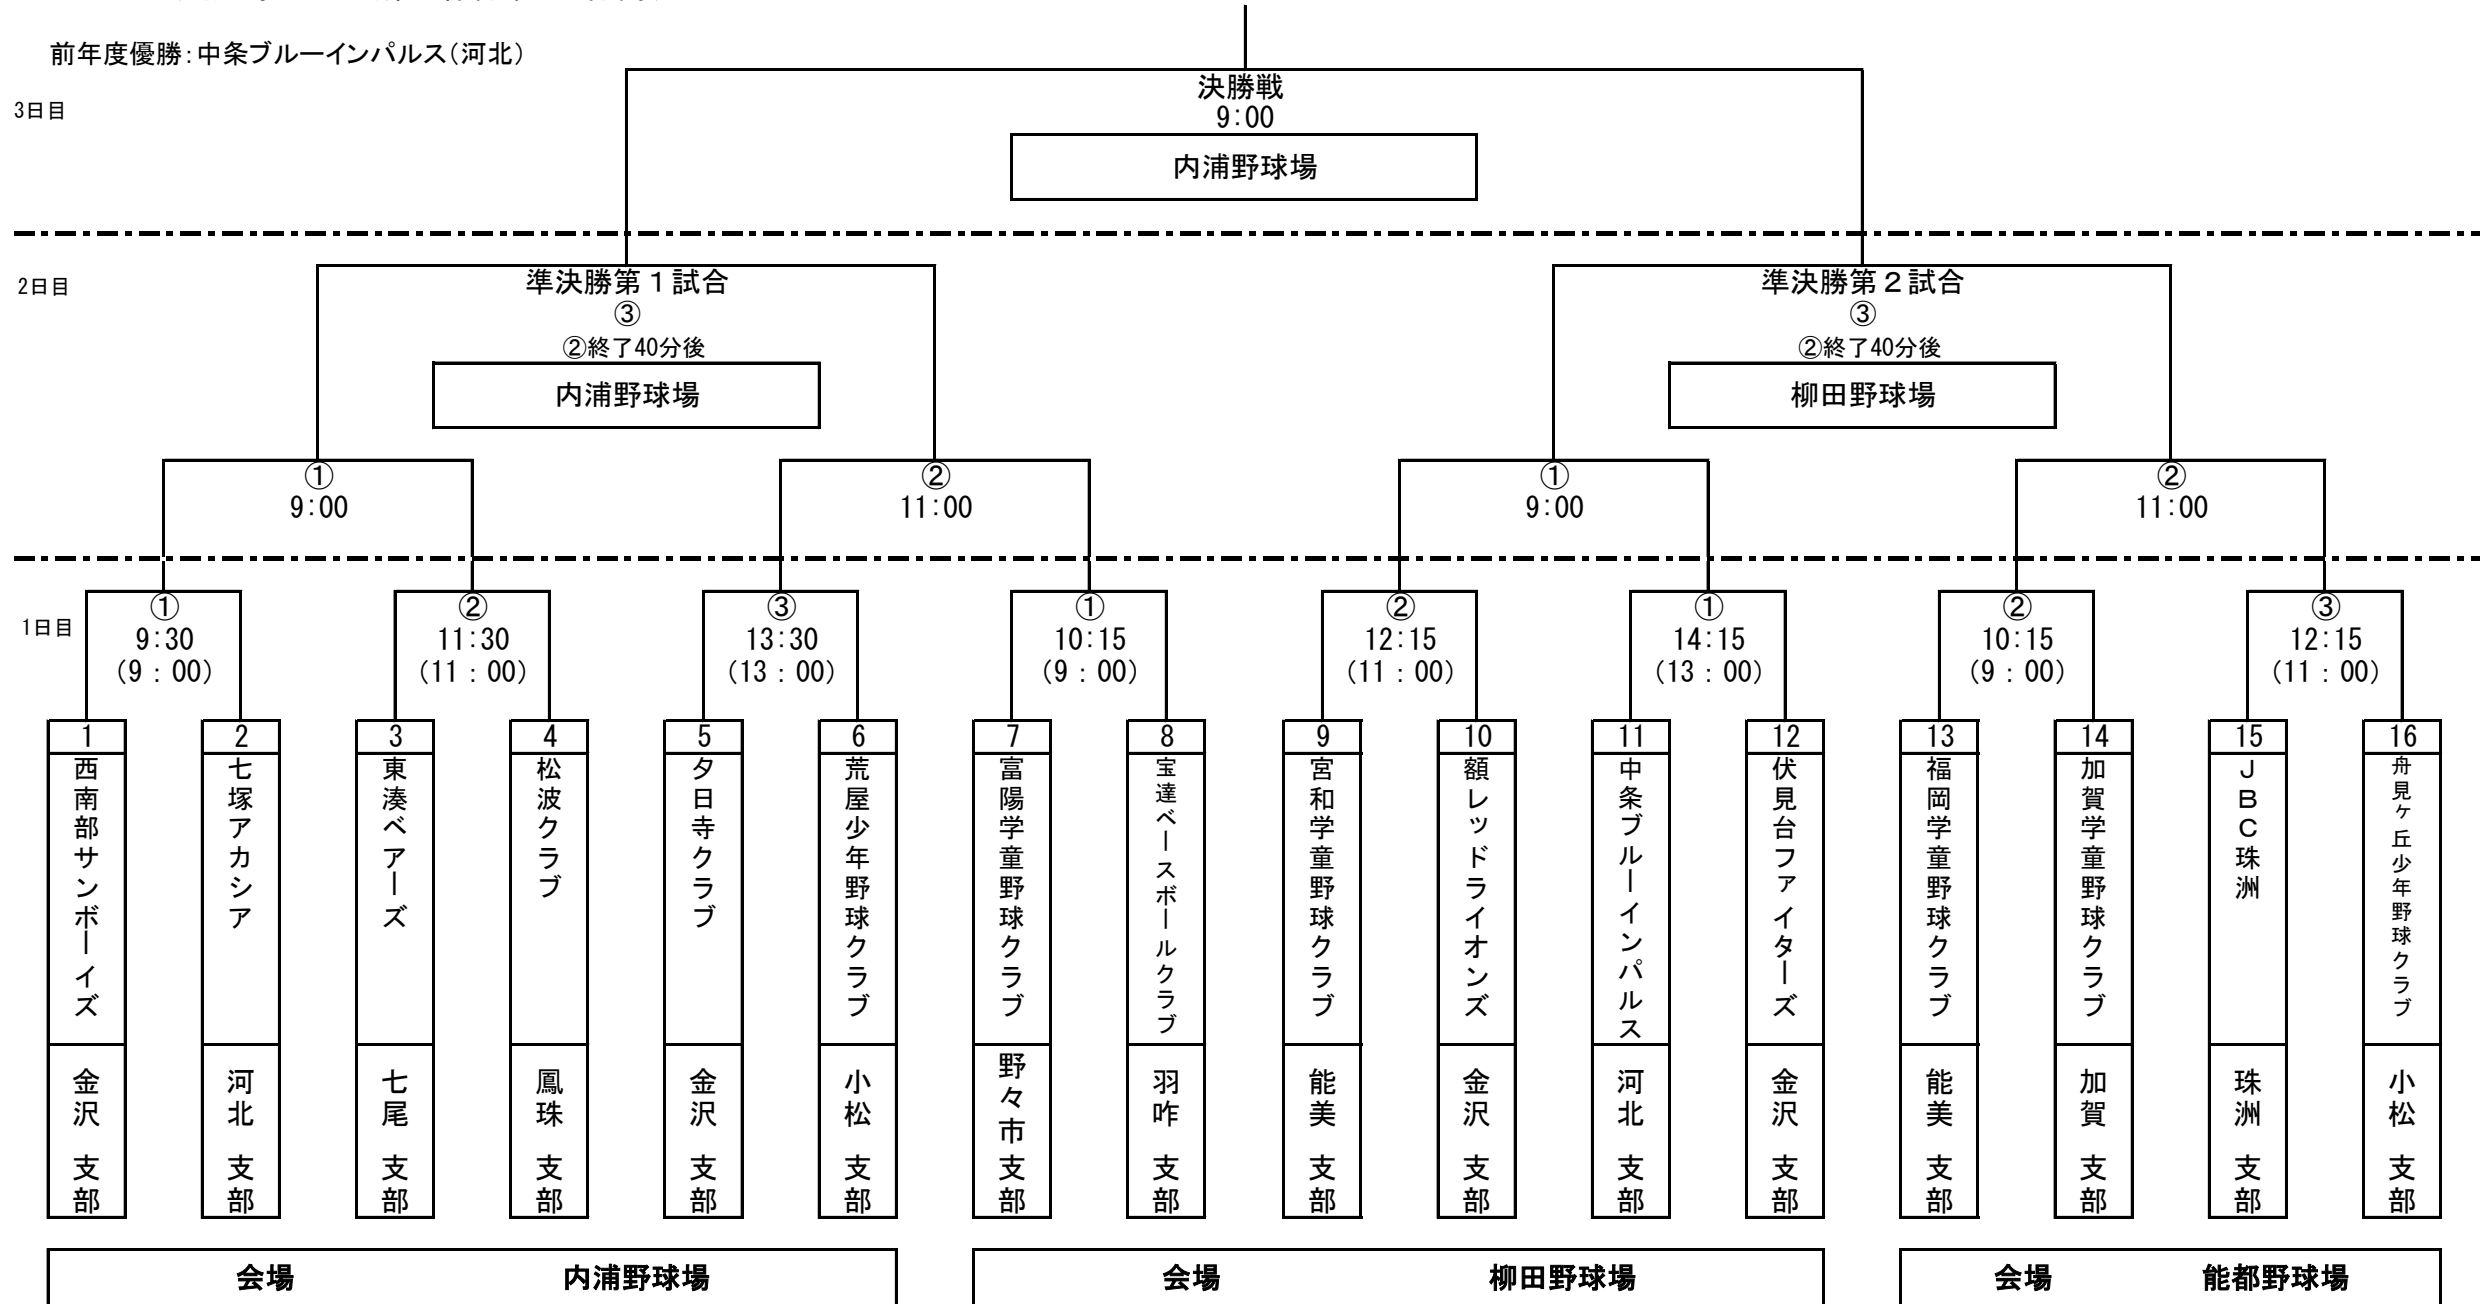 前年度優勝：中条ブルーインパルス（河北）
決勝戦
3日目
9：00
内浦野球場
2日目
準決勝第１試合
③
②終了40分後
内浦野球場
準決勝第２試合
③
②終了40分後
柳田野球場
①
9：00
②
11：00
①
9：00
②
11：00
1日目
①
9：30
（9：00）
②
11：30
（11：00）
③
13：30
（13：00）
①
10：15
（9：00）
②
12：15
（11：00）
①
14：15
（13：00）
②
10：15
（9：00）
③
12：15
（11：00）
1
西南部サンボーイズ
金沢 支部
2
七塚アカシア
河北 支部
3
東湊ベアーズ
七尾 支部
4
松波クラブ
鳳珠 支部
5
夕日寺クラブ
金沢 支部
6
荒屋少年野球クラブ
小松 支部
7
富陽学童野球クラブ
野々市 支部
8
宝達ベースボールクラブ
羽咋 支部
9
宮和学童野球クラブ
能美 支部
10
額レッドライオンズ
金沢 支部
11
中条ブルーインパルス
河北 支部
12
伏見台ファイターズ
金沢 支部
13
福岡学童野球クラブ
能美 支部
14
加賀学童野球クラブ
加賀 支部
15
ＪＢＣ珠洲
珠洲 支部
16
舟見ヶ丘少年野球クラブ
小松 支部
会場 内浦野球場
会場 柳田野球場
会場 能都野球場